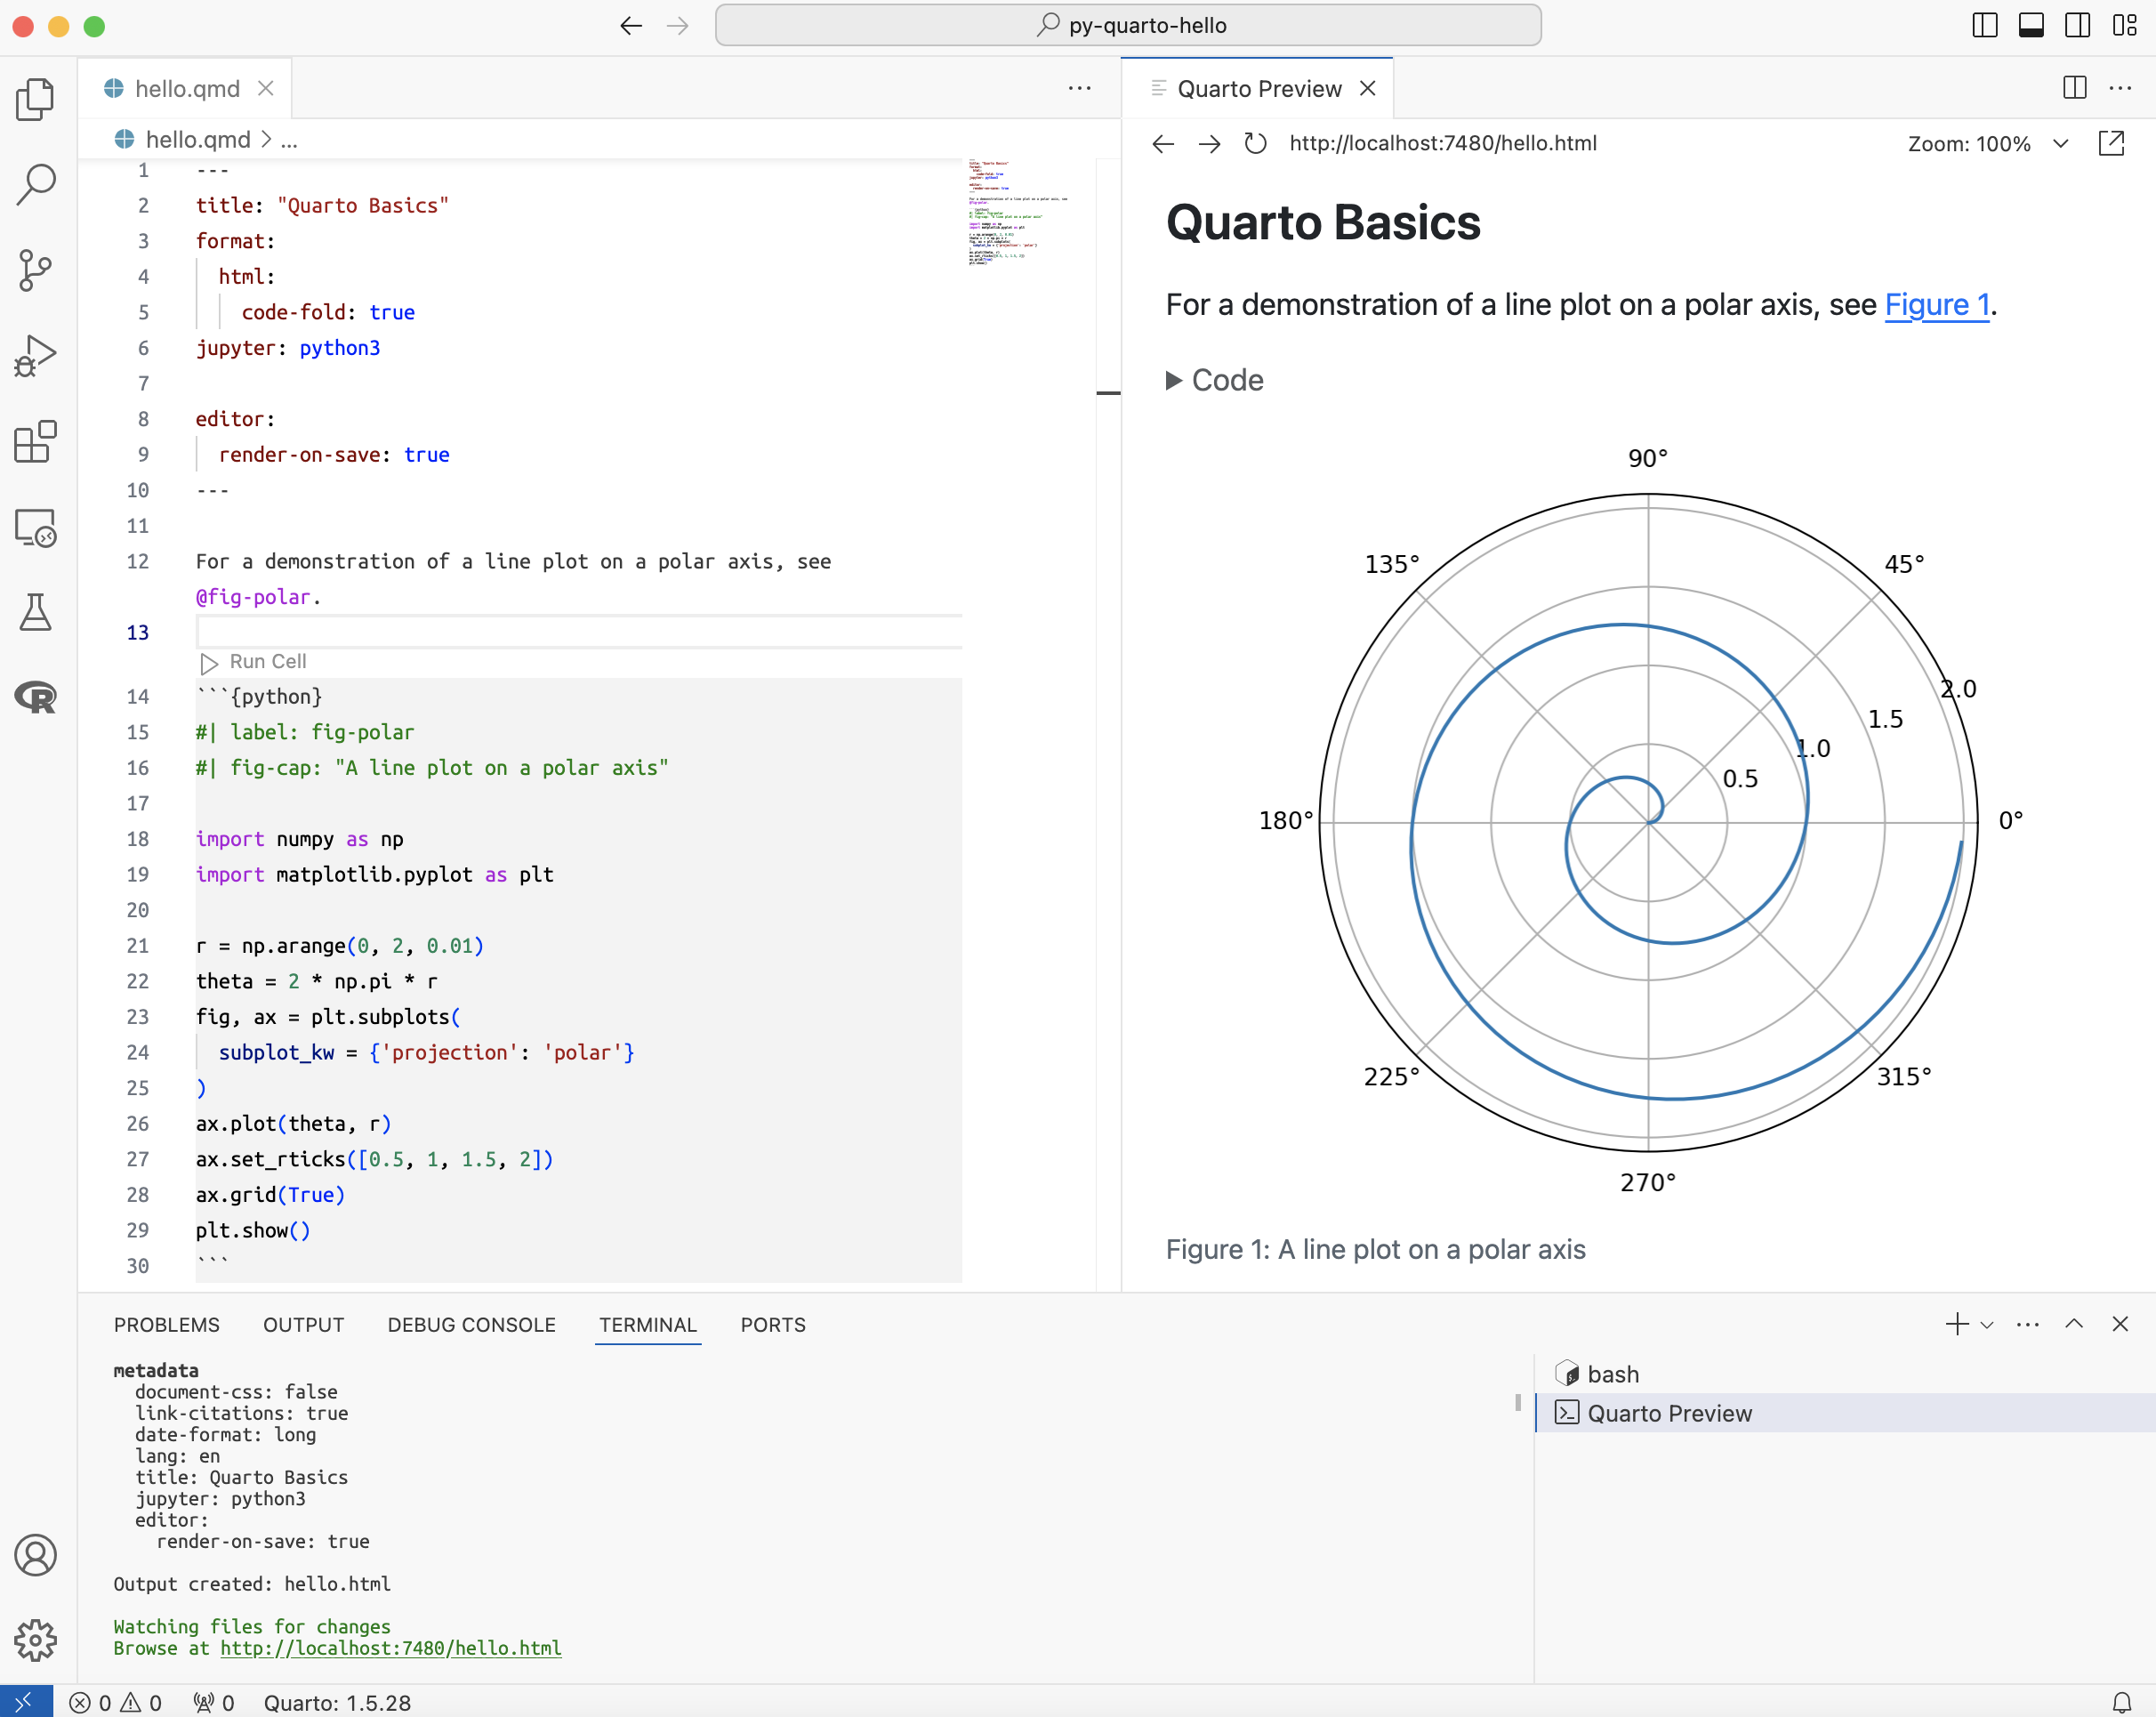 py-quarto-hello
hello.qmd
Quarto Preview
hello.qmd > ...
http://localhost:7480/hello.html
Zoom: 100%
1 ---
2 title: "Quarto Basics"
3 format:
4 html:
5 code-fold: true
6 jupyter: python3
7
8 editor:
9 render-on-save: true
10 ---
11
12 For a demonstration of a line plot on a polar axis, see
@fig-polar.
13
Run Cell
14 ```{python}
15 #| label: fig-polar
16 #| fig-cap: "A line plot on a polar axis"
17
18 import numpy as np
19 import matplotlib.pyplot as plt
20
21 r = np.arange(0, 2, 0.01)
22 theta = 2 * np.pi * r
23 fig, ax = plt.subplots(
24 subplot_kw = {'projection': 'polar'}
25 )
26 ax.plot(theta, r)
27 ax.set_rticks([0.5, 1, 1.5, 2])
28 ax.grid(True)
29 plt.show()
30 ```
Quarto Basics
For a demonstration of a line plot on a polar axis, see Figure 1.
Code
90°
135°
45°
2.0
1.5
1.0
0.5
180°
0°
225°
315°
270°
Figure 1: A line plot on a polar axis
PROBLEMS OUTPUT DEBUG CONSOLE TERMINAL PORTS
metadata
document-css: false
link-citations: true
date-format: long
lang: en
title: Quarto Basics
jupyter: python3
editor:
render-on-save: true
Output created: hello.html
Watching files for changes
Browse at http://localhost:7480/hello.html
bash
Quarto Preview
0 0 0 Quarto: 1.5.28